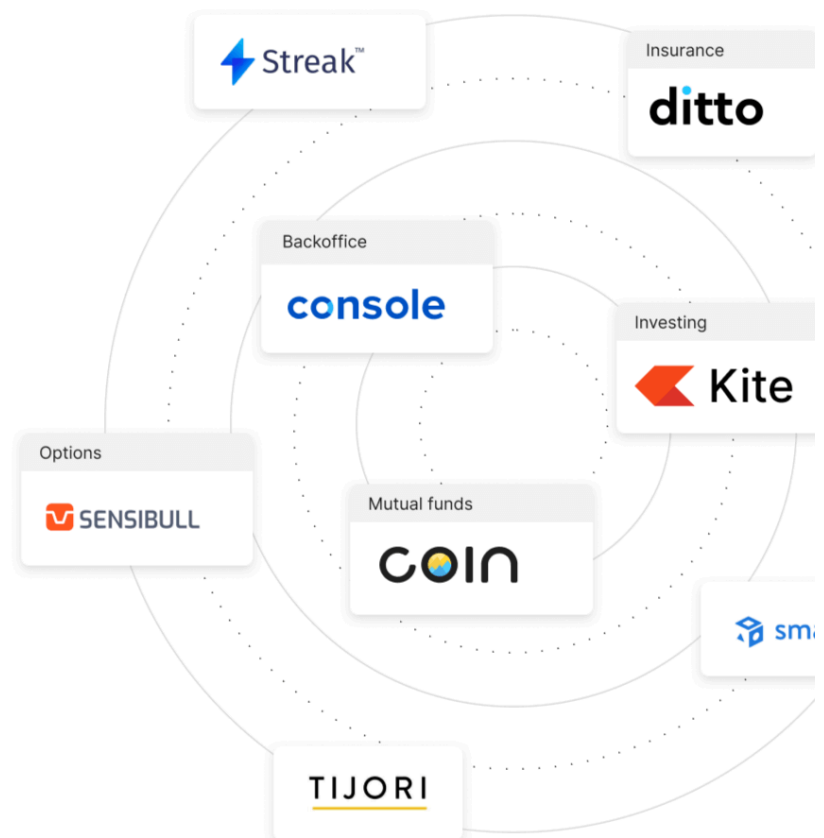 Streak™
Insurance
ditto
Backoffice
console
Investing
Kite
Options
SENSIBULL
Mutual funds
COIN
TIJORI